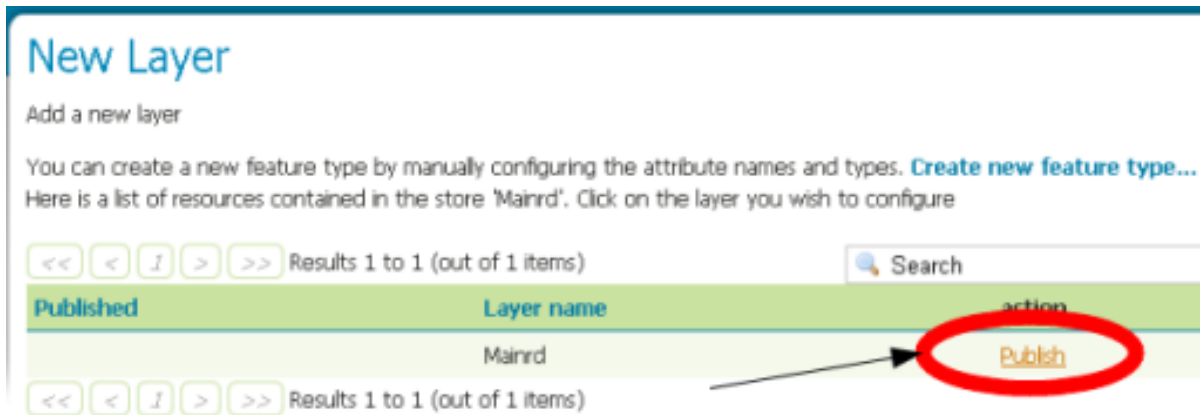 New Layer
Add a new layer
You can create a new feature type by manually configuring the attribute names and types. Create new feature type...
Here is a list of resources contained in the store 'Mainrd'. Click on the layer you wish to configure
<< < 1 > >> Results 1 to 1 (out of 1 items) Search
Published Layer name action
Mainrd Publish
<< < 1 > >> Results 1 to 1 (out of 1 items)